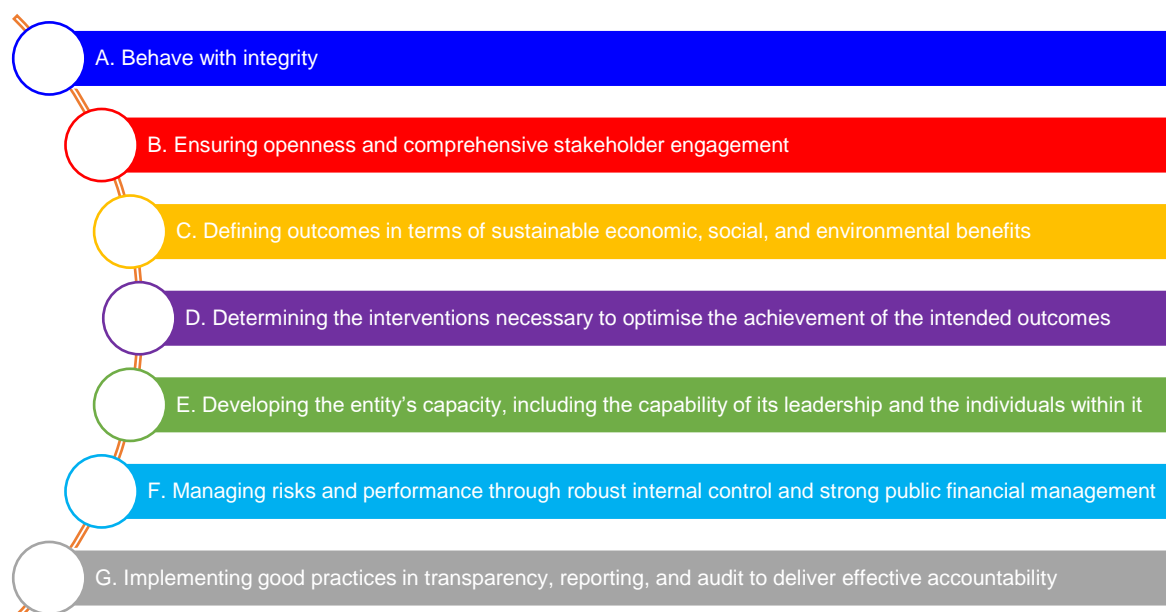 A. Behave with integrity
B. Ensuring openness and comprehensive stakeholder engagement
C. Defining outcomes in terms of sustainable economic, social, and environmental benefits
D. Determining the interventions necessary to optimise the achievement of the intended outcomes
E. Developing the entity’s capacity, including the capability of its leadership and the individuals within it
F. Managing risks and performance through robust internal control and strong public financial management
G. Implementing good practices in transparency, reporting, and audit to deliver effective accountability